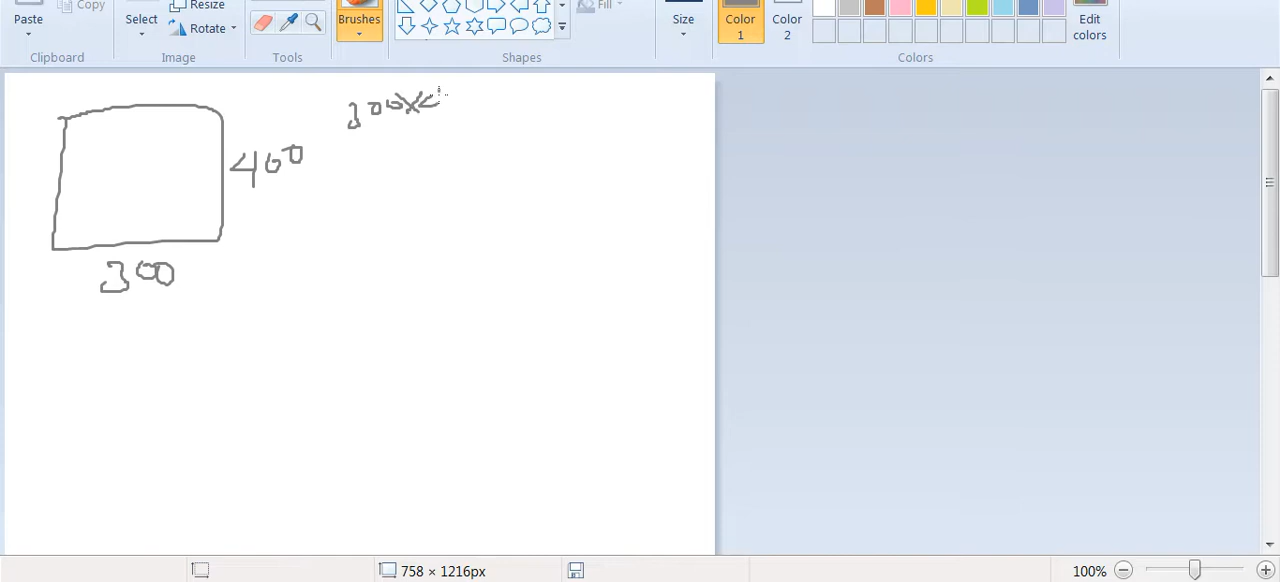 Paste
Copy
Clipboard
Select
Resize
Rotate
Image
Tools
Brushes
Shapes
Fill
Size
Color 1
Color 2
Edit colors
Colors
400
300
300×
758 × 1216px
100%